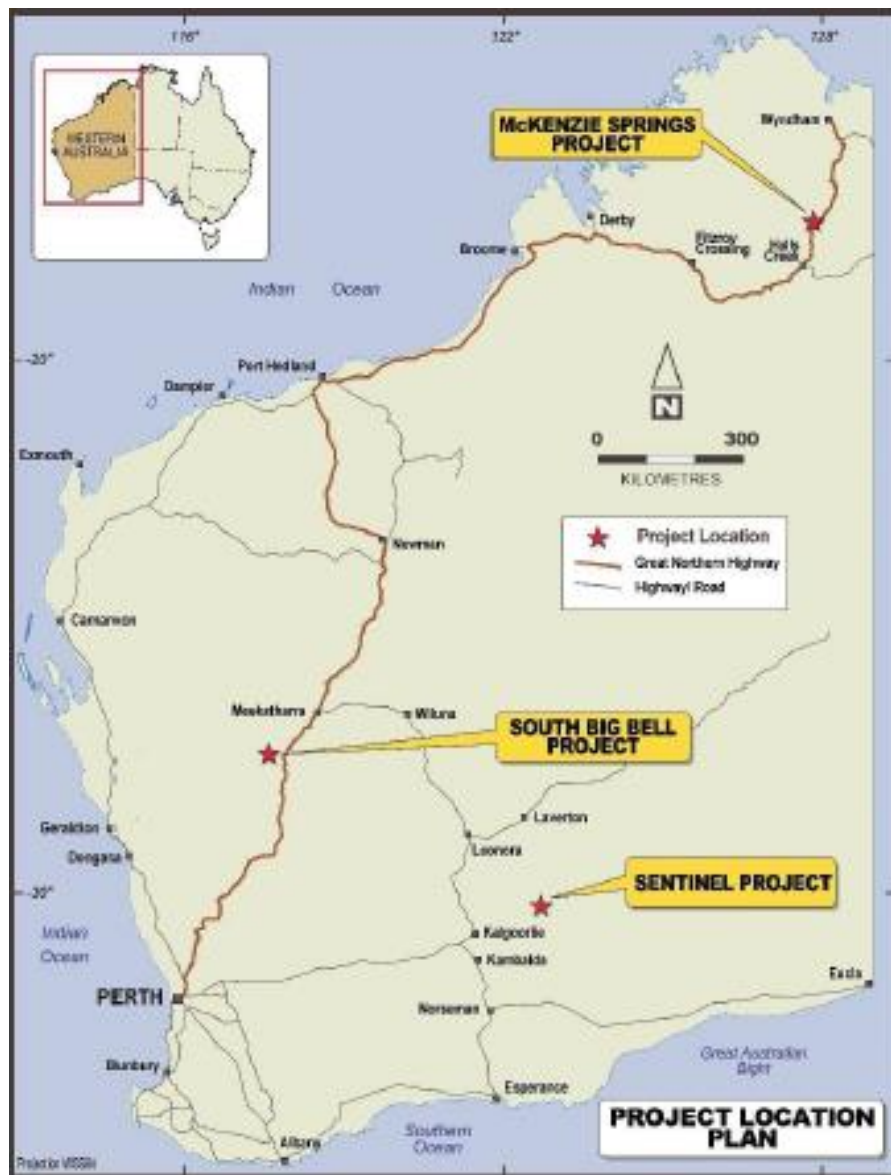 116°
122°
128°
WESTERN
AUSTRALIA
McKENZIE SPRINGS
PROJECT
Wyndham
Derby
Broome
Fitzroy
Crossing
Halls
Creek
Indian Ocean
-20°
Port Hedland
Dampier
N
0 300
KILOMETRES
Exmouth
Project Location
Great Northern Highway
Highway/ Road
Newman
Carnarvon
Meekatharra
Wiluna
SOUTH BIG BELL
PROJECT
Laverton
Geraldton
Leonora
Dongara
SENTINEL PROJECT
-30°
Kalgoorlie
Indian
Ocean
Kambalda
Eucla
PERTH
Norseman
Great Australian
Bight
Bunbury
Esperance
PROJECT LOCATION
PLAN
Southern
Ocean
Albany